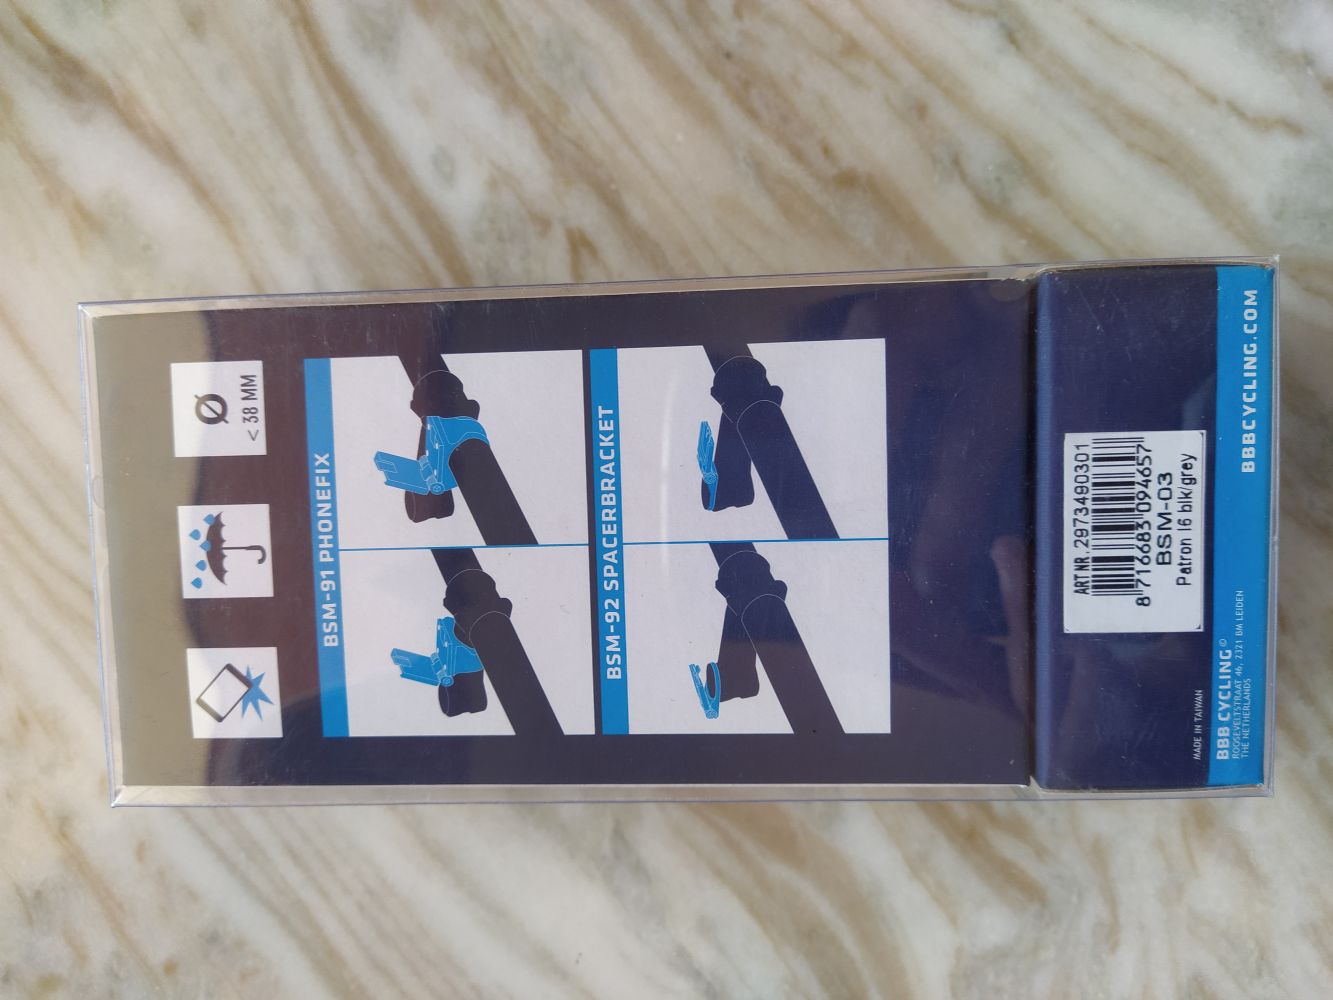 Ø
< 38 MM
BSM-91 PHONEFIX
BSM-92 SPACERBRACKET
ART NR. 2973490301
8 716683 094657
BSM-03
Patron I6 blk/grey
MADE IN TAIWAN
BBB CYCLING©
ROOSEVELTSTRAAT 46, 2321 BM LEIDEN
THE NETHERLANDS
BBBCYCLING.COM